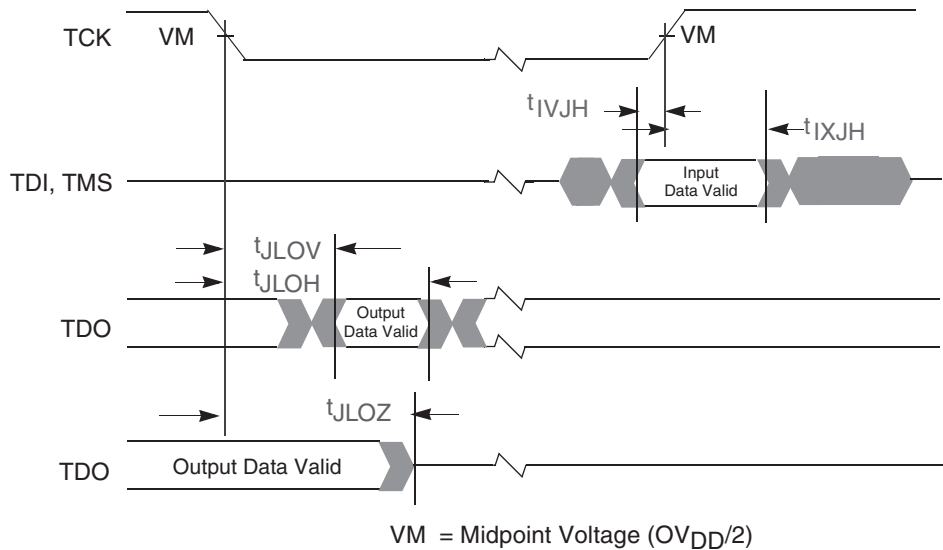 TCK
VM
VM
tIVJH
tIXJH
TDI, TMS
Input
Data Valid
tJLOV
tJLOH
TDO
Output
Data Valid
tJLOZ
TDO
Output Data Valid
VM = Midpoint Voltage (OVDD/2)